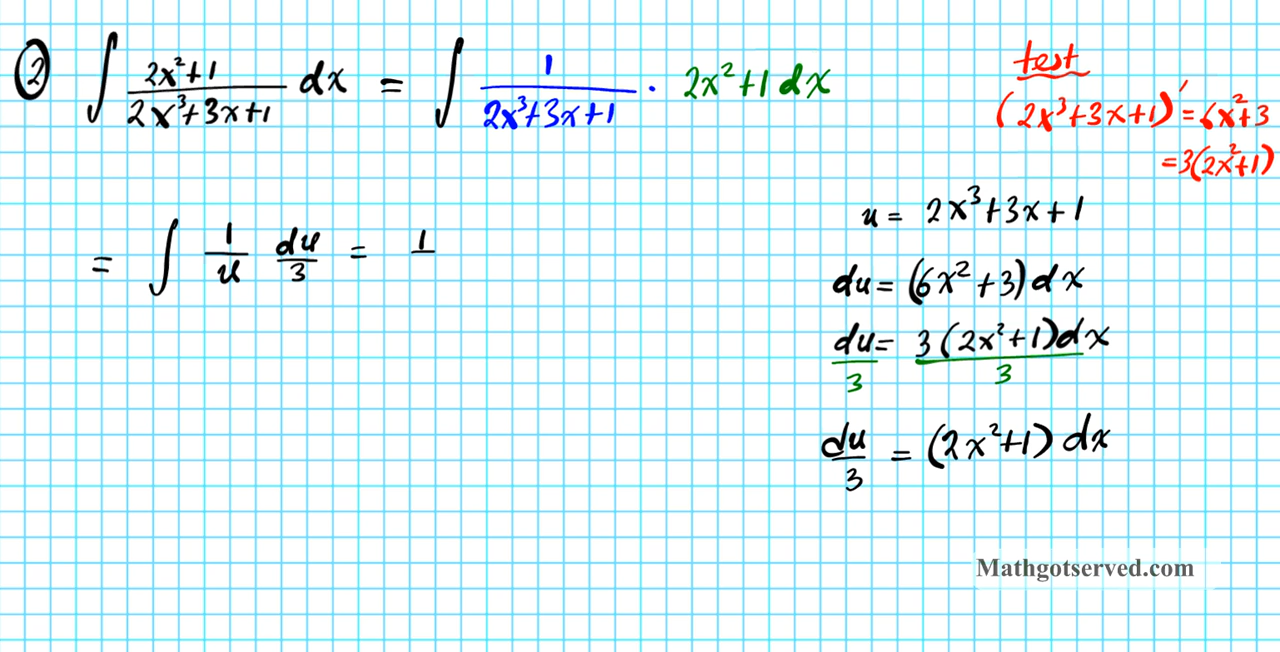 ② ∫ (2x²+1)/(2x³+3x+1) dx = ∫ 1/(2x³+3x+1) · 2x²+1 dx
= ∫ 1/u du/3 = 1
test
(2x³+3x+1)' = 6x²+3
= 3(2x²+1)
u = 2x³+3x+1
du = (6x²+3)dx
du/3 = 3(2x²+1)dx/3
du/3 = (2x²+1) dx
Mathgotserved.com